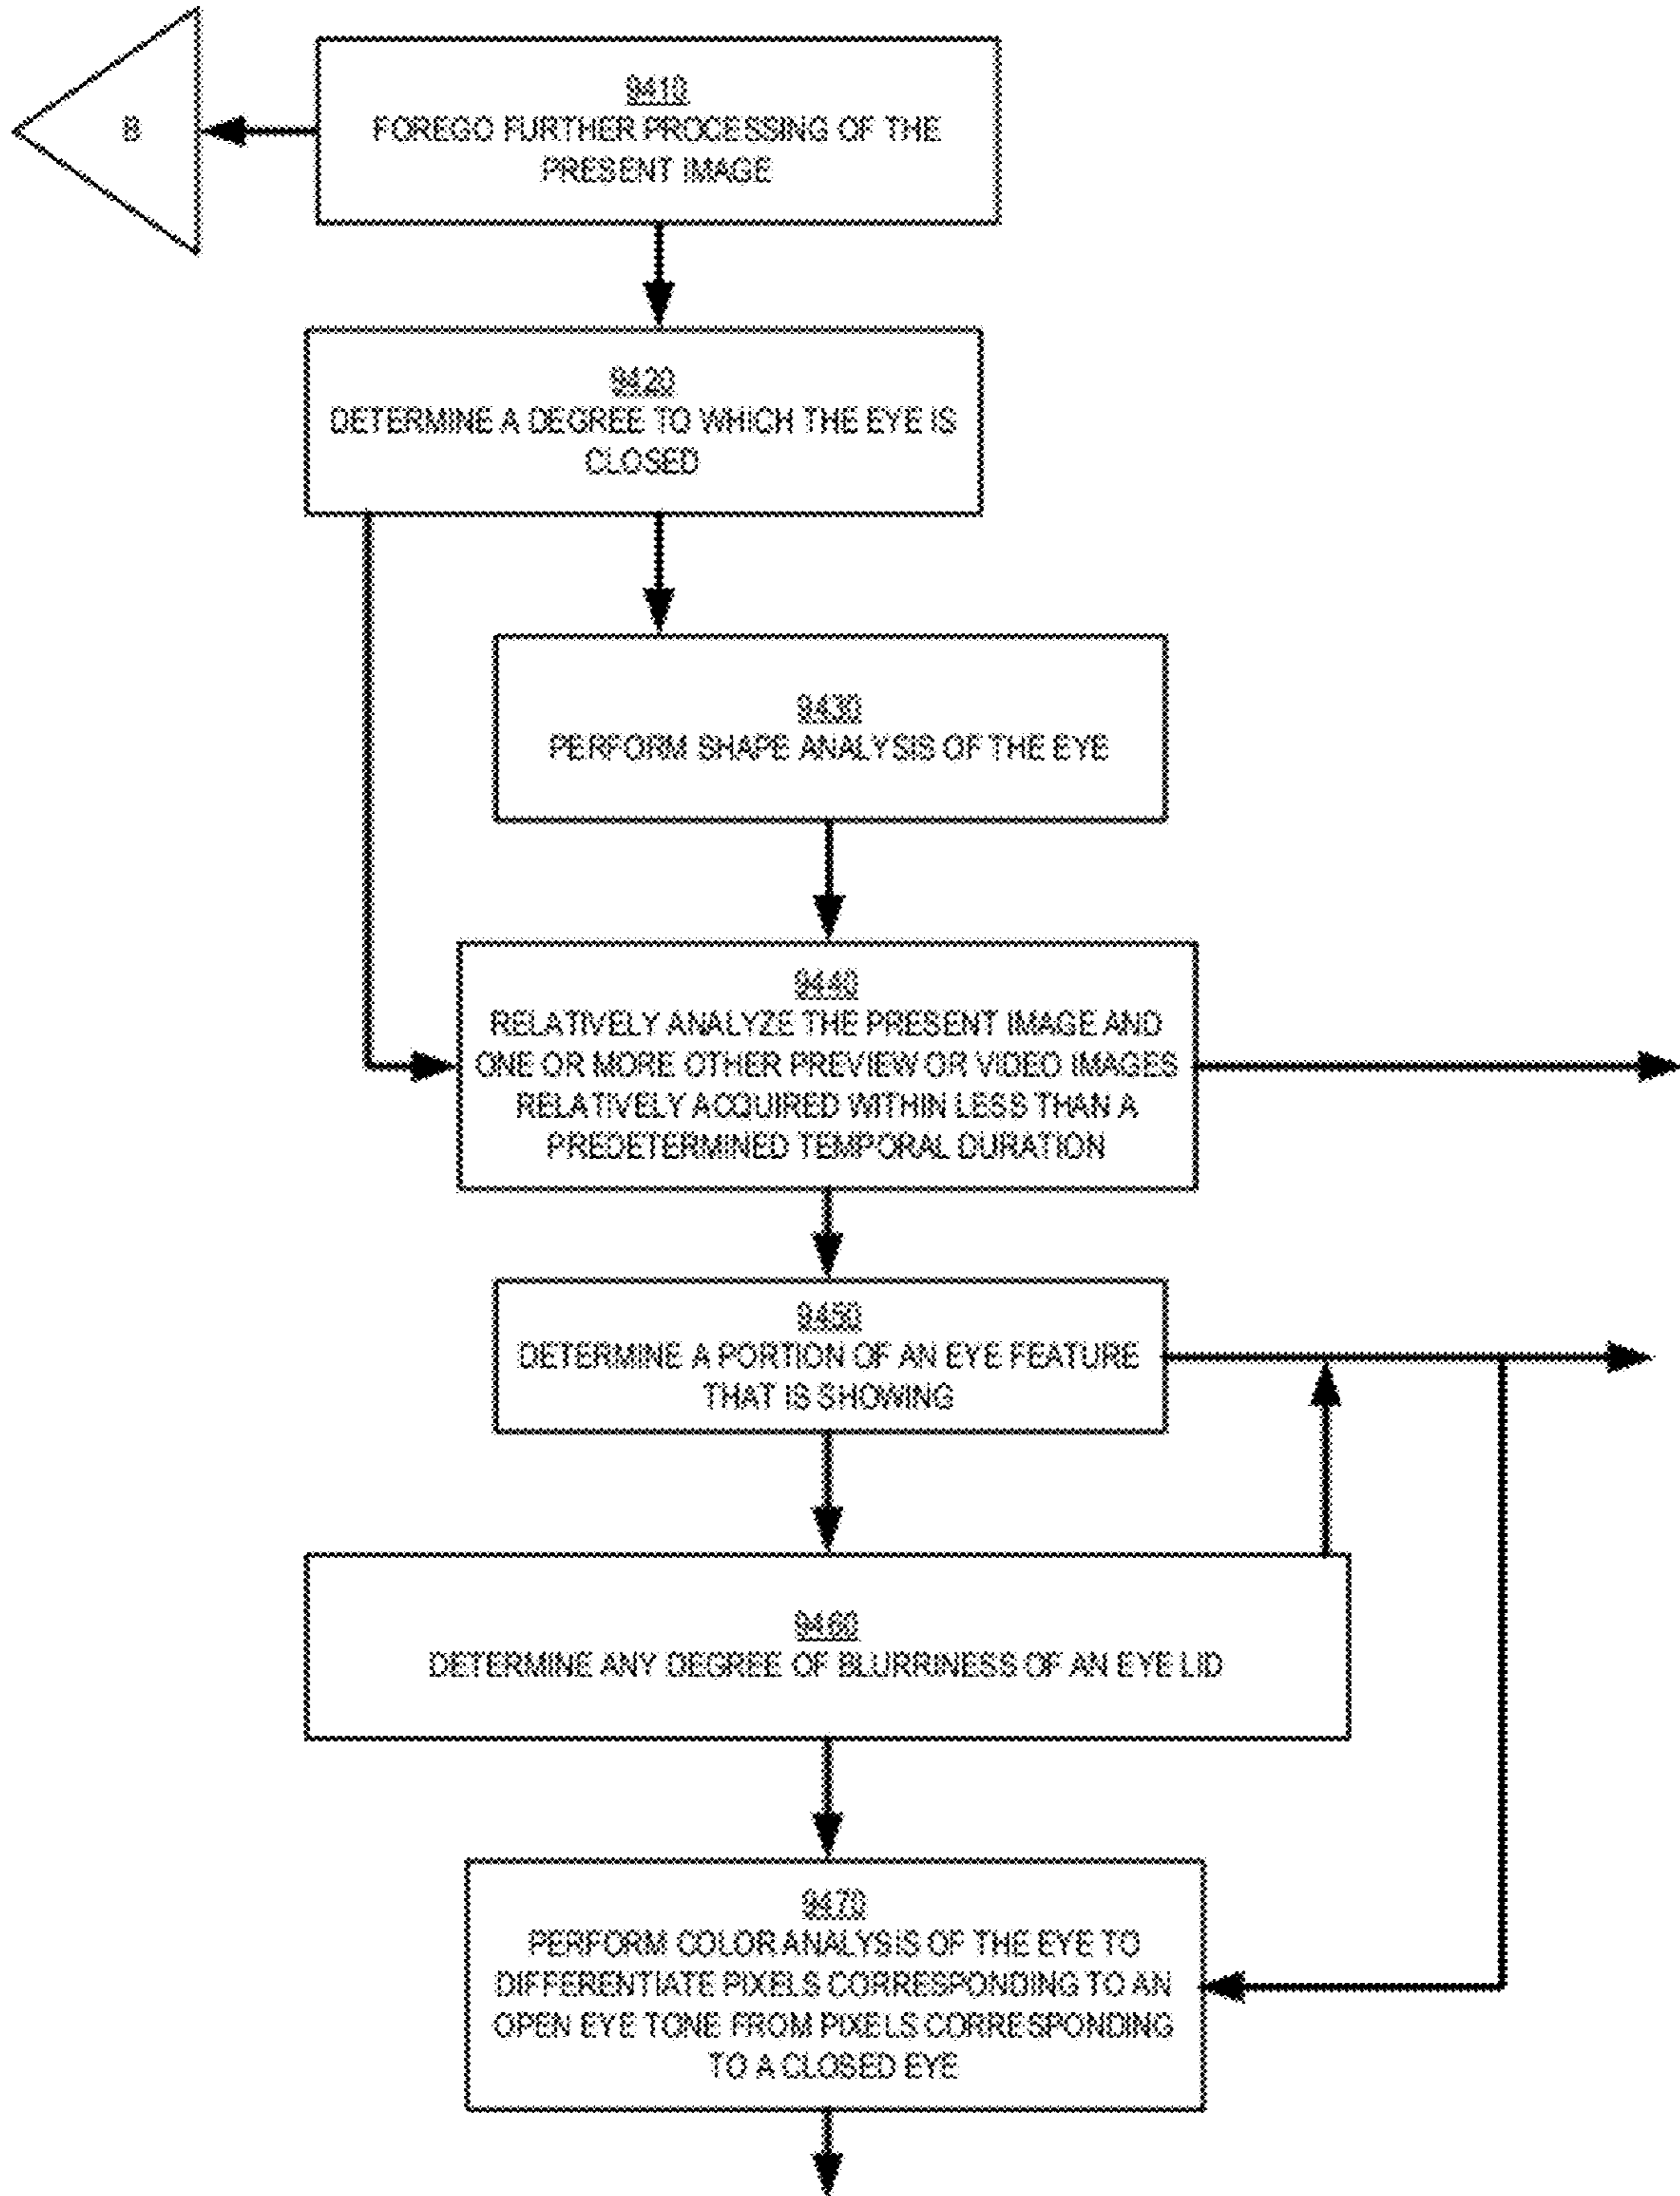 B
9410
FOREGO FURTHER PROCESSING OF THE
PRESENT IMAGE
9420
DETERMINE A DEGREE TO WHICH THE EYE IS
CLOSED
9430
PERFORM SHAPE ANALYSIS OF THE EYE
9440
RELATIVELY ANALYZE THE PRESENT IMAGE AND
ONE OR MORE OTHER PREVIEW OR VIDEO IMAGES
RELATIVELY ACQUIRED WITHIN LESS THAN A
PREDETERMINED TEMPORAL DURATION
9450
DETERMINE A PORTION OF AN EYE FEATURE
THAT IS SHOWING
9460
DETERMINE ANY DEGREE OF BLURRINESS OF AN EYE LID
9470
PERFORM COLOR ANALYSIS OF THE EYE TO
DIFFERENTIATE PIXELS CORRESPONDING TO AN
OPEN EYE TONE FROM PIXELS CORRESPONDING
TO A CLOSED EYE